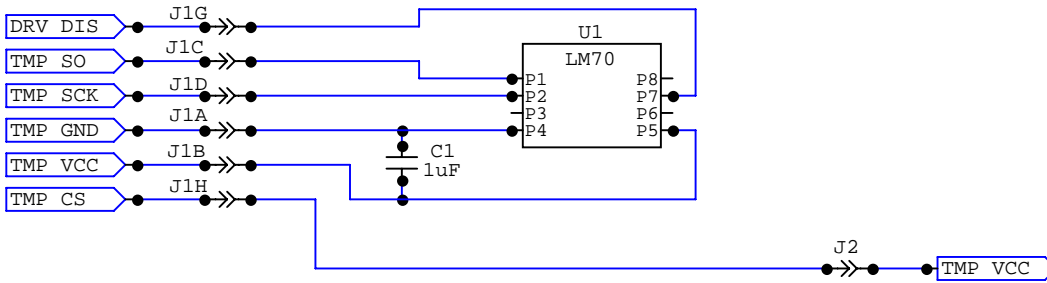 J1G
DRV DIS
U1
J1C
TMP SO
LM70
J1D
P1 P8
TMP SCK
P2 P7
J1A
P3 P6
TMP GND
P4 P5
J1B
C1
TMP VCC
1uF
J1H
TMP CS
J2
TMP VCC